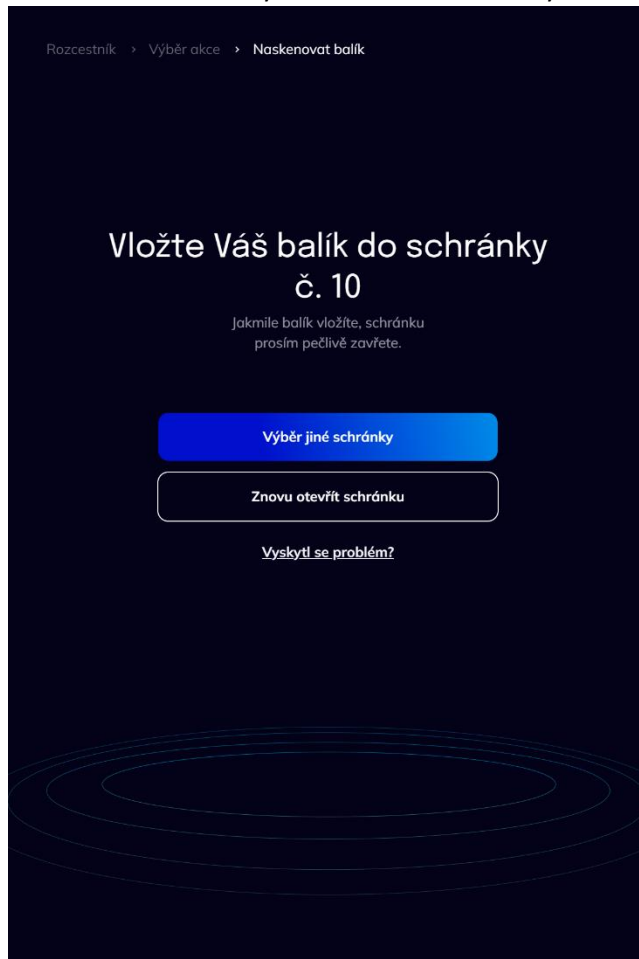 Rozcestník › Výběr akce › Naskenovat balík
Vložte Váš balík do schránky
č. 10
Jakmile balík vložíte, schránku
prosím pečlivě zavřete.
Výběr jiné schránky
Znovu otevřít schránku
Vyskytl se problém?